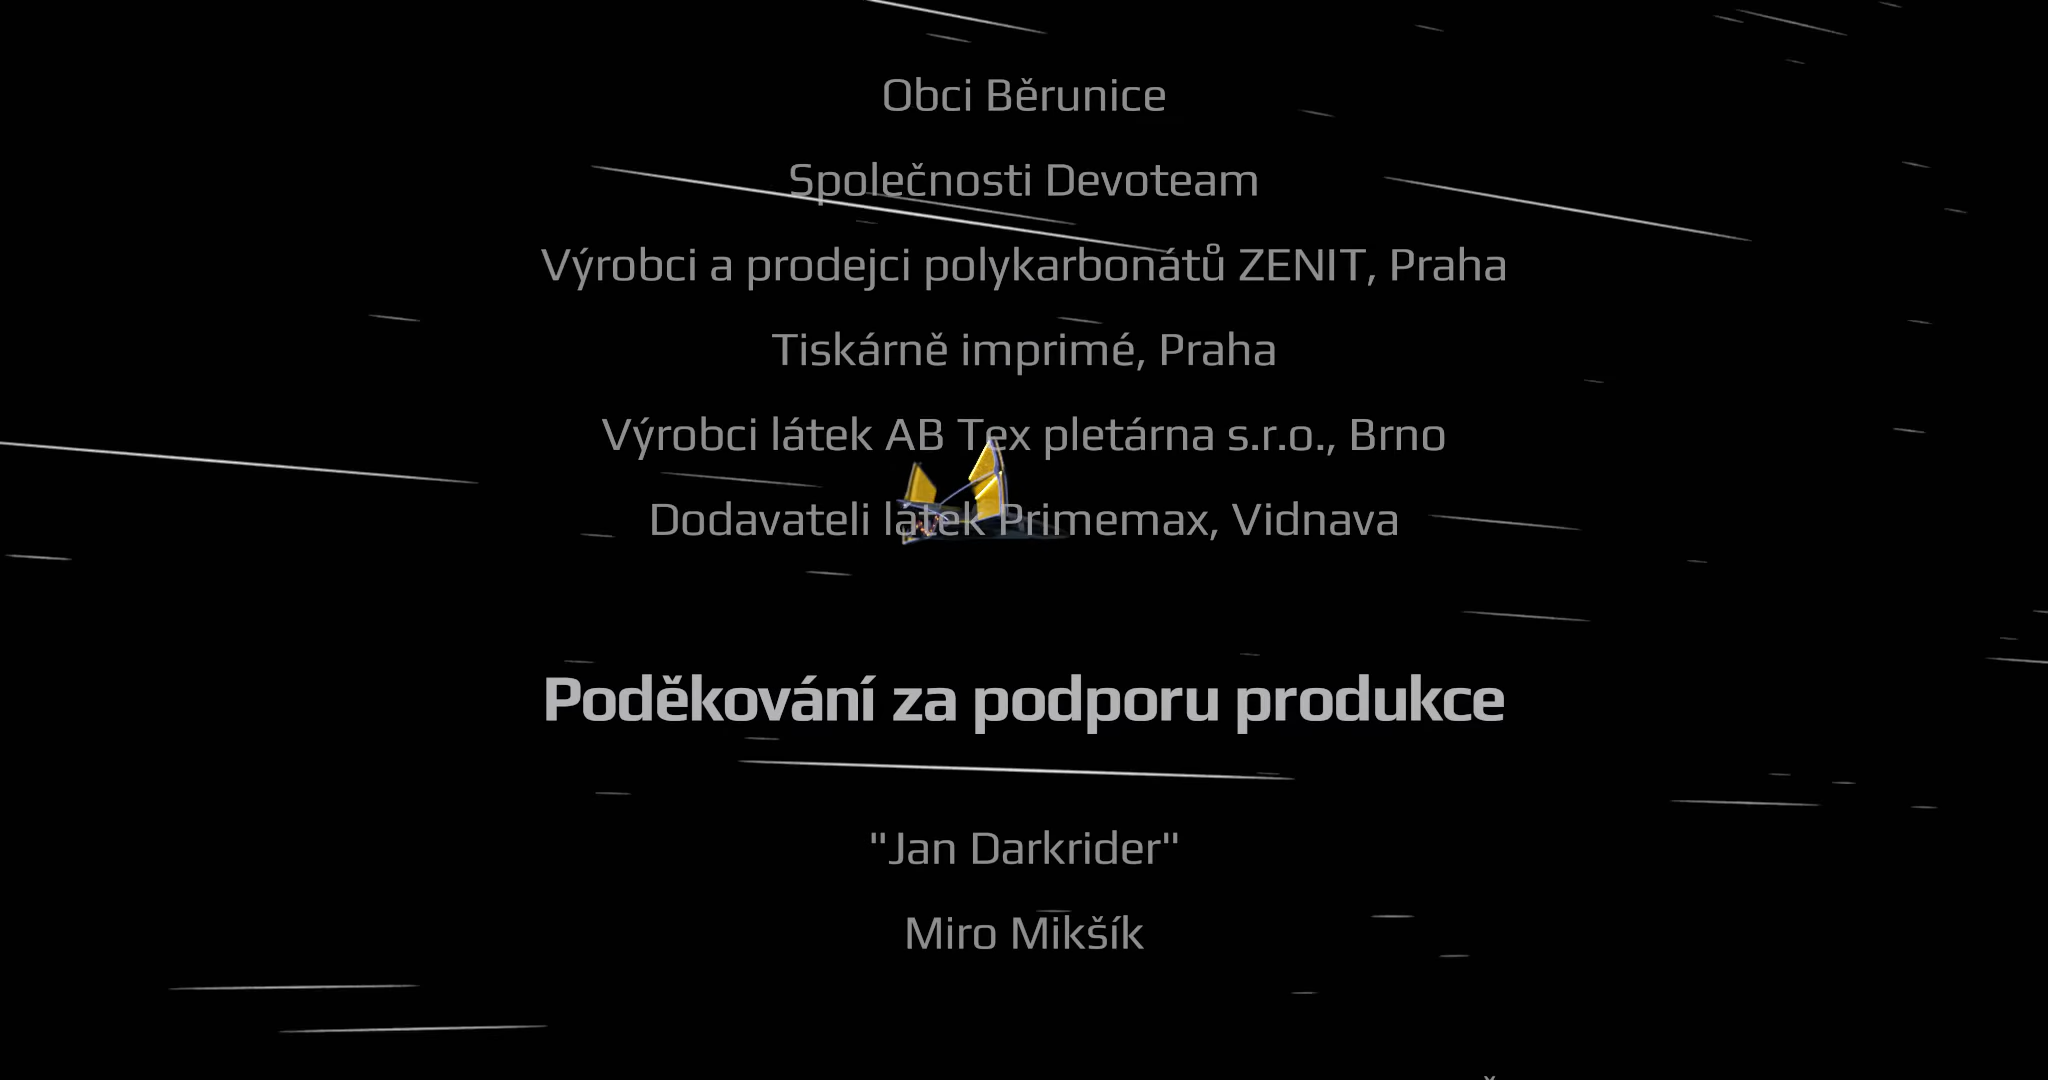 Obci Běrunice
Společnosti Devoteam
Výrobci a prodejci polykarbonátů ZENIT, Praha
Tiskárně imprimé, Praha
Výrobci látek AB Tex pletárna s.r.o., Brno
Dodavateli látek Primemax, Vidnava
Poděkování za podporu produkce
"Jan Darkrider"
Miro Mikšík